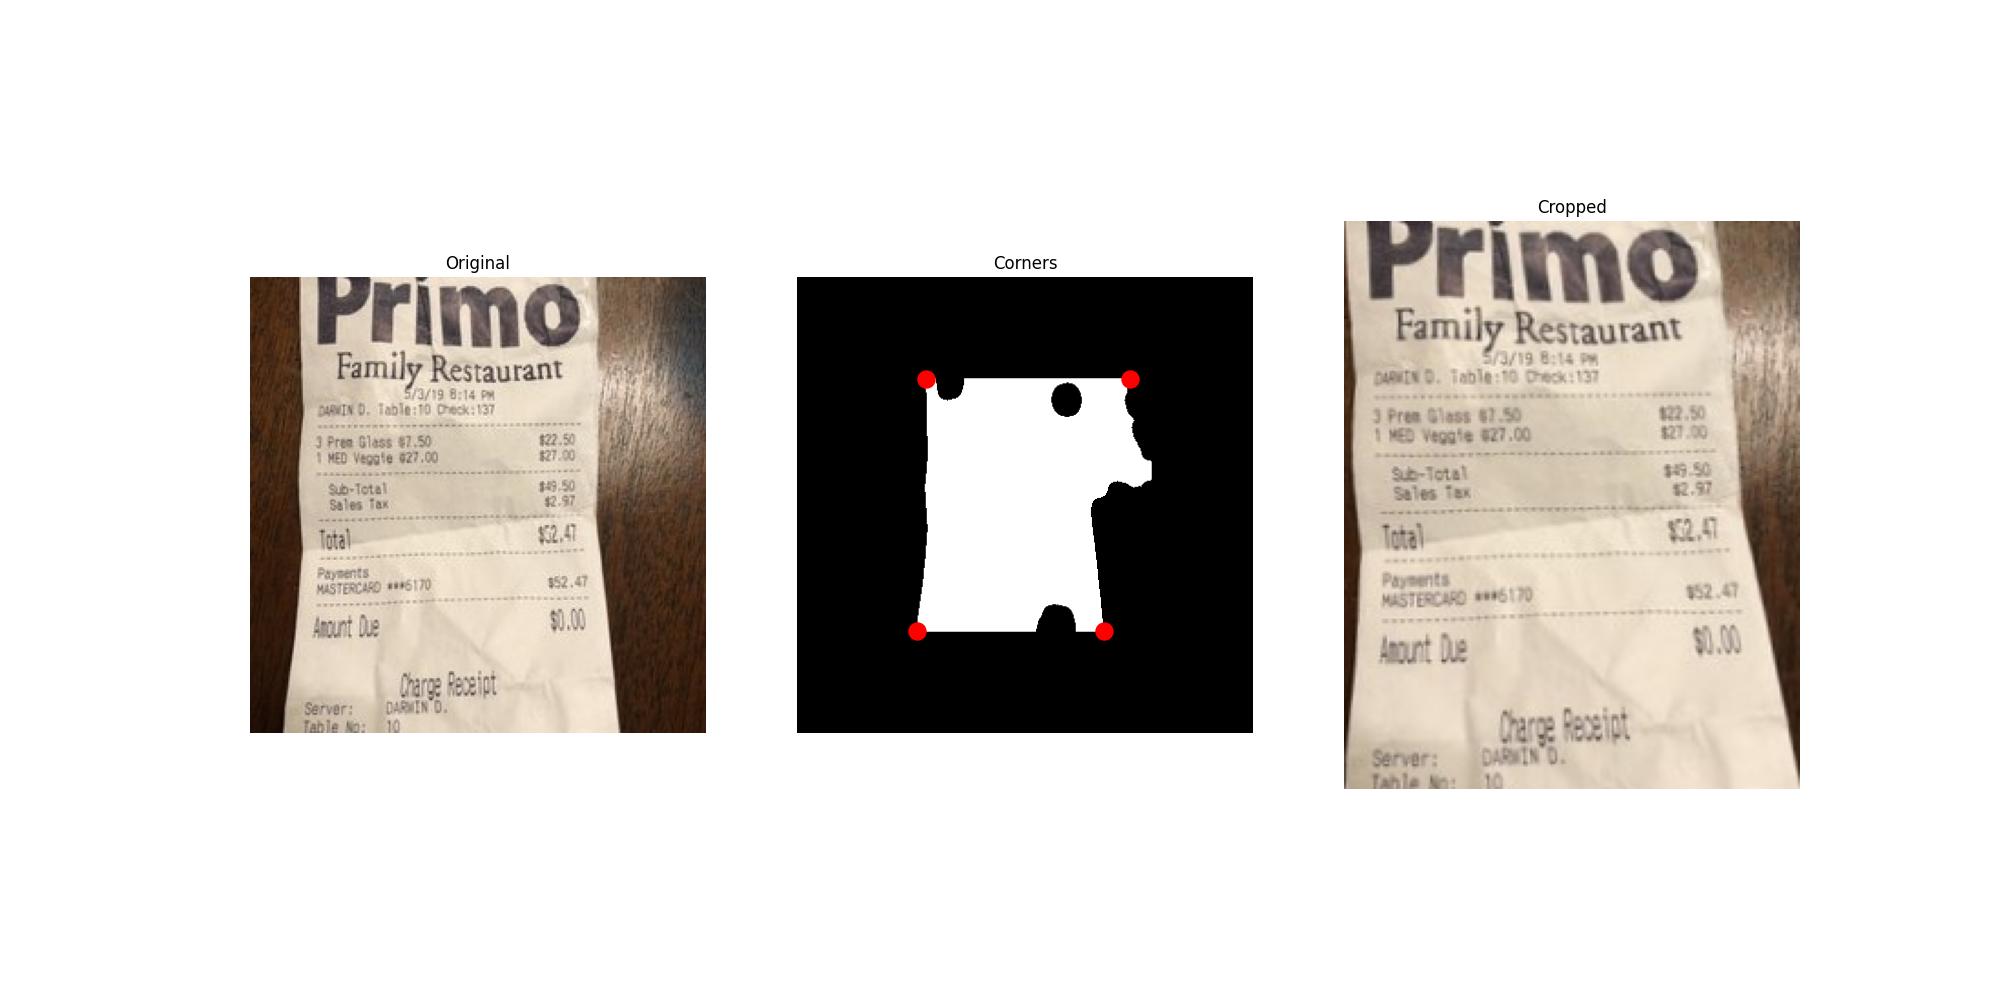 Original
Primo
Family Restaurant
5/3/19 8:14 PM
DARWIN D. Table:10 Check:137
3 Prem Glass @7.50 $22.50
1 MED Veggie @27.00 $27.00
Sub-Total $49.50
Sales Tax $2.97
Total $52.47
Payments
MASTERCARD ***6170 $52.47
Amount Due $0.00
Charge Receipt
Server: DARWIN D.
Table No: 10
Corners
Cropped
Primo
Family Restaurant
5/3/19 8:14 PM
DARWIN D. Table:10 Check:137
3 Prem Glass @7.50 $22.50
1 MED Veggie @27.00 $27.00
Sub-Total $49.50
Sales Tax $2.97
Total $52.47
Payments
MASTERCARD ***6170 $52.47
Amount Due $0.00
Charge Receipt
Server: DARWIN D.
Table No: 10